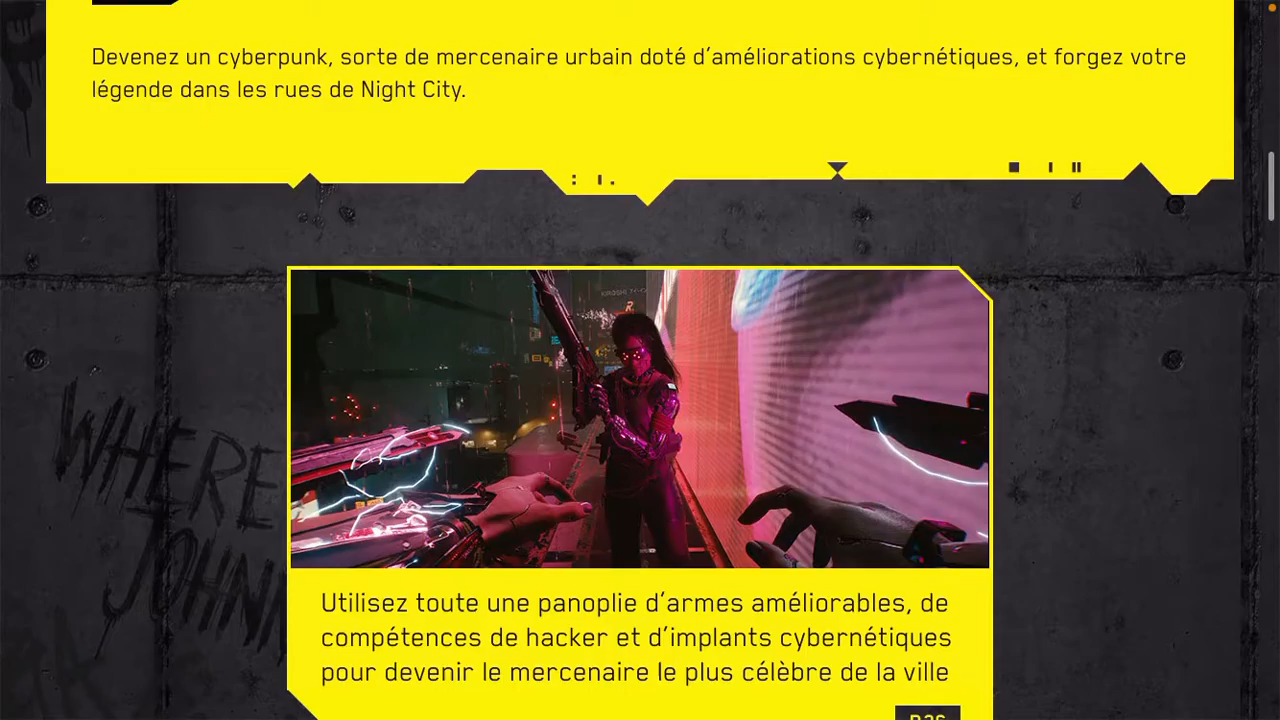 Devenez un cyberpunk, sorte de mercenaire urbain doté d'améliorations cybernétiques, et forgez votre
légende dans les rues de Night City.
WHERE
JOHN
Utilisez toute une panoplie d'armes améliorables, de
compétences de hacker et d'implants cybernétiques
pour devenir le mercenaire le plus célèbre de la ville